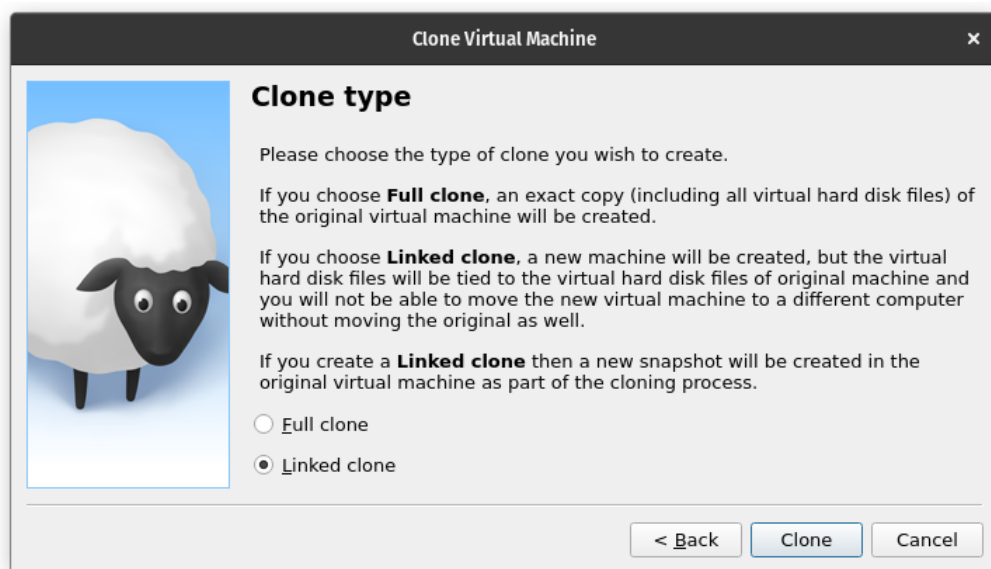 Clone Virtual Machine
Clone type
Please choose the type of clone you wish to create.
If you choose Full clone, an exact copy (including all virtual hard disk files) of
the original virtual machine will be created.
If you choose Linked clone, a new machine will be created, but the virtual
hard disk files will be tied to the virtual hard disk files of original machine and
you will not be able to move the new virtual machine to a different computer
without moving the original as well.
If you create a Linked clone then a new snapshot will be created in the
original virtual machine as part of the cloning process.
Full clone
Linked clone
< Back Clone Cancel